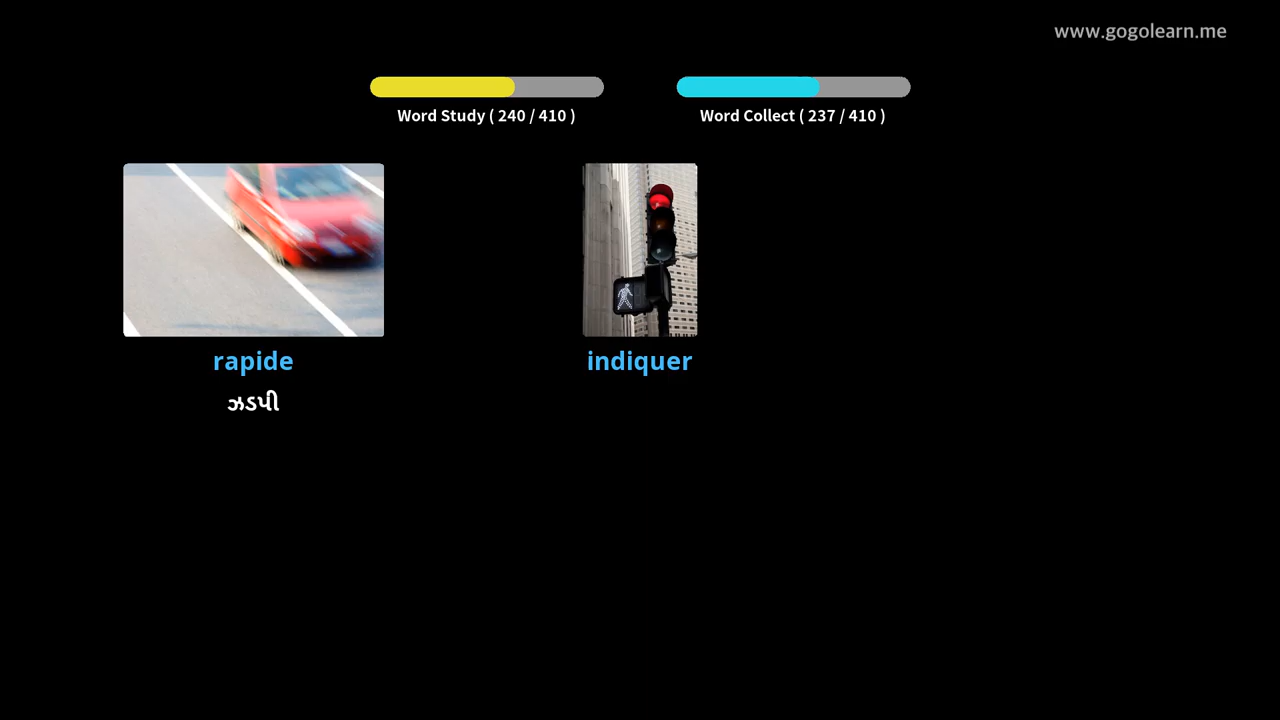 www.gogolearn.me
Word Study ( 240 / 410 )
Word Collect ( 237 / 410 )
rapide
indiquer
ઝડપી